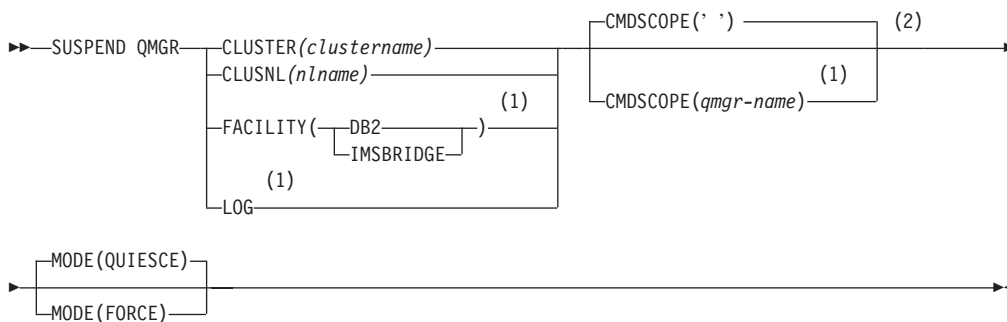 CMDSCOPE(' ') (2)
SUSPEND QMGR CLUSTER(clustername)
CLUSNL(nlname) (1)
(1) CMDSCOPE(qmgr-name)
FACILITY( DB2 )
IMSBRIDGE
(1)
LOG
MODE(QUIESCE)
MODE(FORCE)